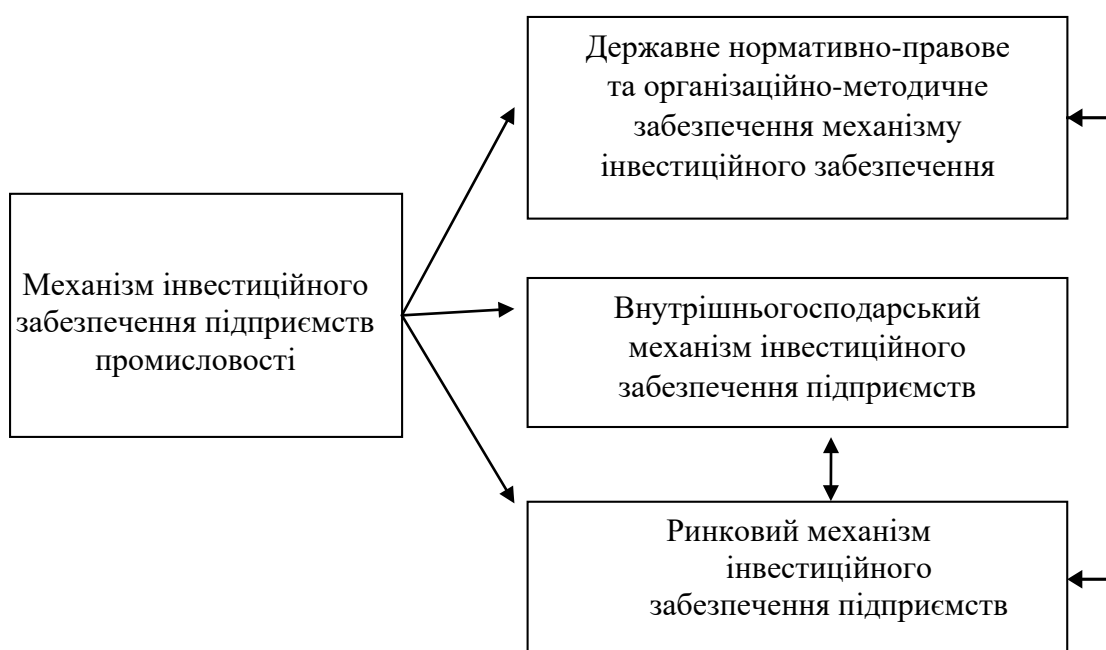 Державне нормативно-правове
та організаційно-методичне
забезпечення механізму
інвестиційного забезпечення
Механізм інвестиційного
забезпечення підприємств
промисловості
Внутрішньогосподарський
механізм інвестиційного
забезпечення підприємств
Ринковий механізм
інвестиційного
забезпечення підприємств